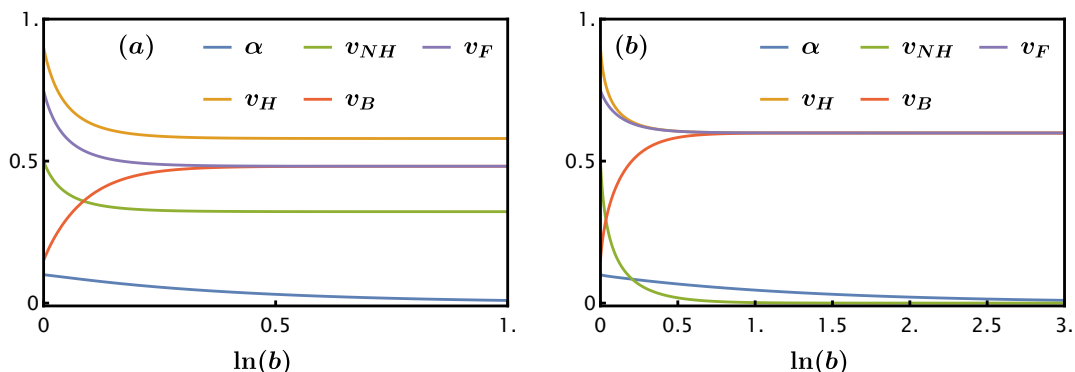 1.
(a) α v_NH v_F
v_H v_B
0.5
0
0 0.5 1.
ln(b)
1.
(b) α v_NH v_F
v_H v_B
0.5
0
0 0.5 1. 1.5 2. 2.5 3.
ln(b)